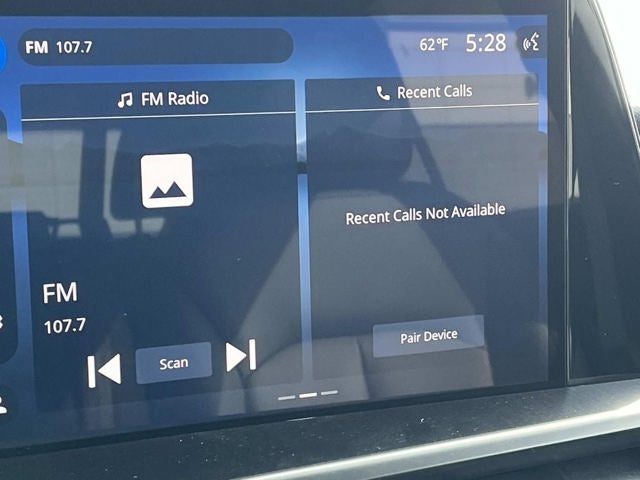 FM 107.7
62°F 5:28
FM Radio
Recent Calls
Recent Calls Not Available
FM
107.7
Scan
Pair Device